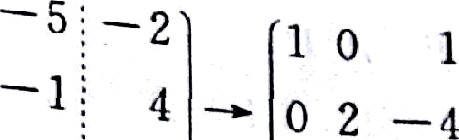 -5 ⋮ -2 ) → ( 1 0 1
-1 ⋮ 4 ) → ( 0 2 -4